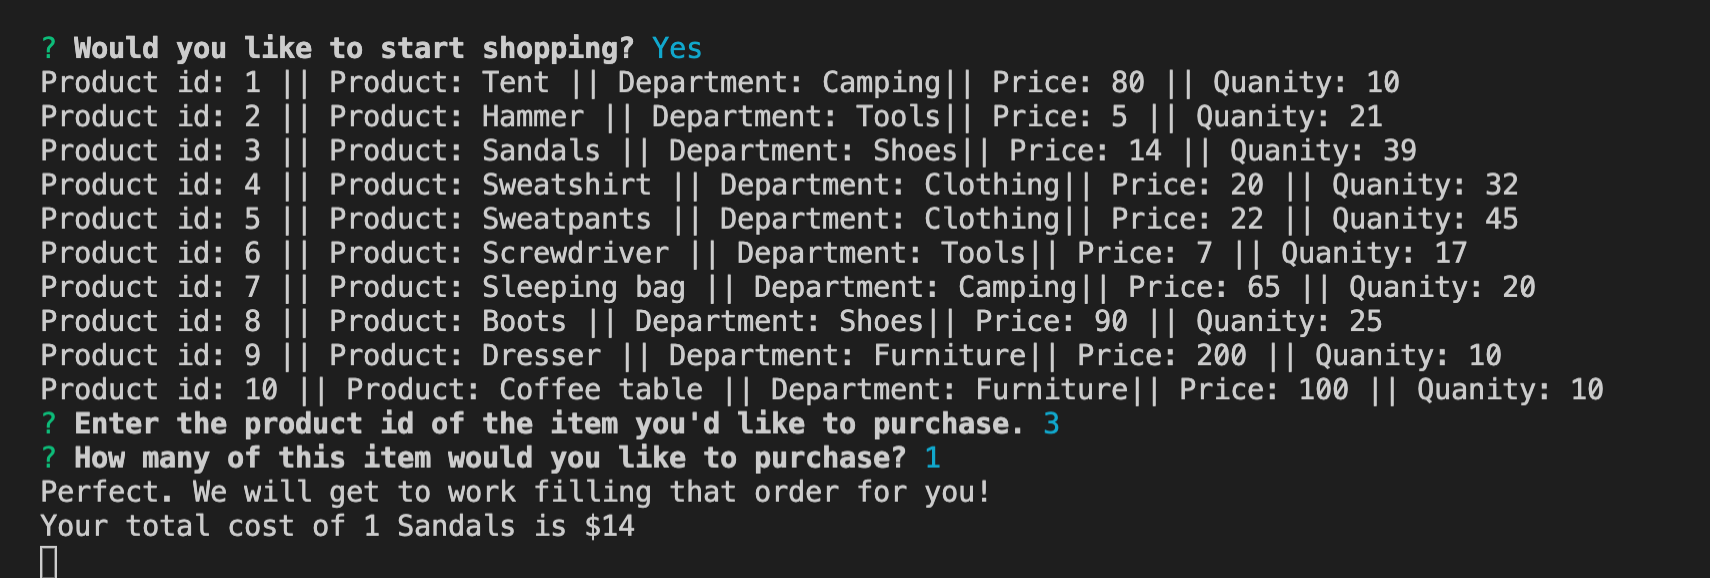 ? Would you like to start shopping? Yes
Product id: 1 || Product: Tent || Department: Camping|| Price: 80 || Quanity: 10
Product id: 2 || Product: Hammer || Department: Tools|| Price: 5 || Quanity: 21
Product id: 3 || Product: Sandals || Department: Shoes|| Price: 14 || Quanity: 39
Product id: 4 || Product: Sweatshirt || Department: Clothing|| Price: 20 || Quanity: 32
Product id: 5 || Product: Sweatpants || Department: Clothing|| Price: 22 || Quanity: 45
Product id: 6 || Product: Screwdriver || Department: Tools|| Price: 7 || Quanity: 17
Product id: 7 || Product: Sleeping bag || Department: Camping|| Price: 65 || Quanity: 20
Product id: 8 || Product: Boots || Department: Shoes|| Price: 90 || Quanity: 25
Product id: 9 || Product: Dresser || Department: Furniture|| Price: 200 || Quanity: 10
Product id: 10 || Product: Coffee table || Department: Furniture|| Price: 100 || Quanity: 10
? Enter the product id of the item you'd like to purchase. 3
? How many of this item would you like to purchase? 1
Perfect. We will get to work filling that order for you!
Your total cost of 1 Sandals is $14